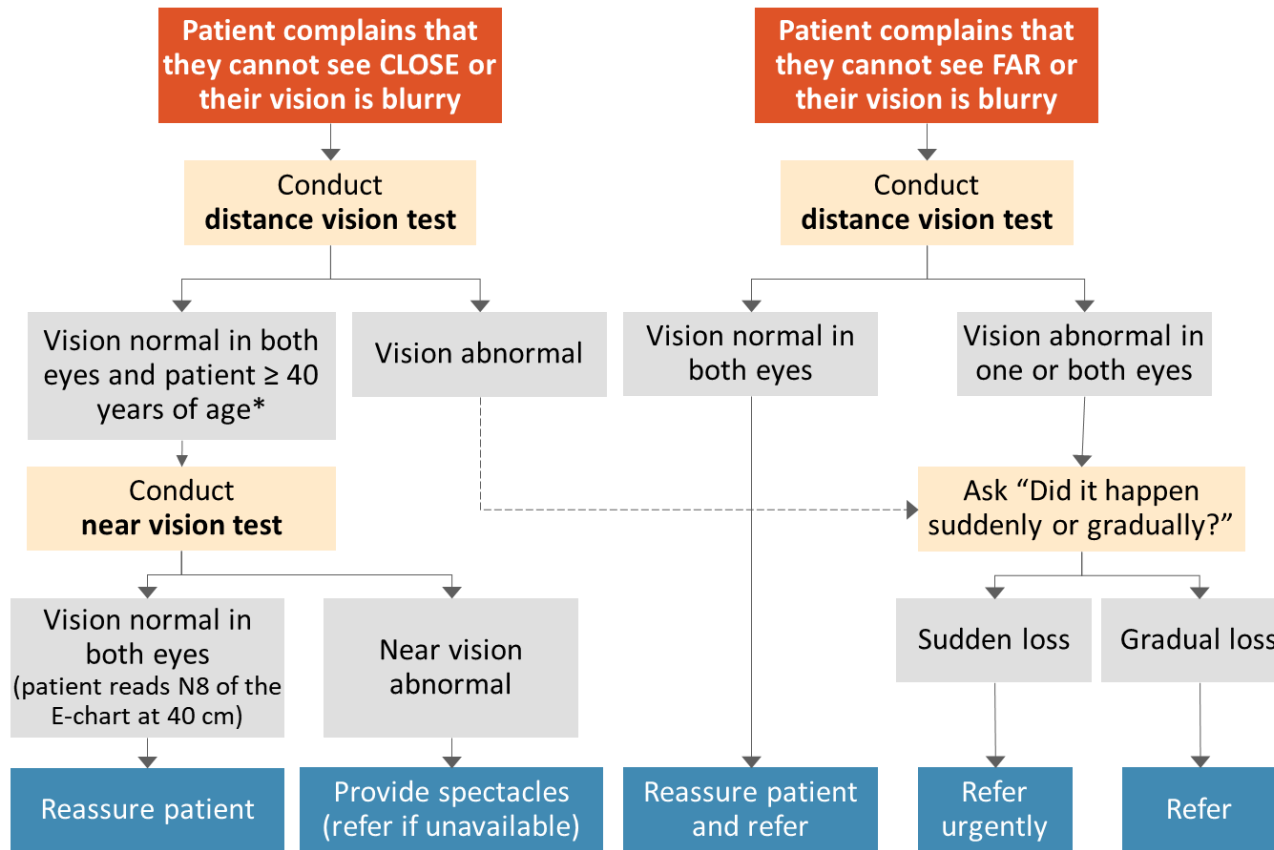 Patient complains that
they cannot see CLOSE or
their vision is blurry
Patient complains that
they cannot see FAR or
their vision is blurry
Conduct
distance vision test
Conduct
distance vision test
Vision normal in both
eyes and patient ≥ 40
years of age*
Vision abnormal
Vision normal in
both eyes
Vision abnormal in
one or both eyes
Conduct
near vision test
Ask “Did it happen
suddenly or gradually?”
Vision normal in
both eyes
(patient reads N8 of the
E-chart at 40 cm)
Near vision
abnormal
Sudden loss
Gradual loss
Reassure patient
Provide spectacles
(refer if unavailable)
Reassure patient
and refer
Refer
urgently
Refer